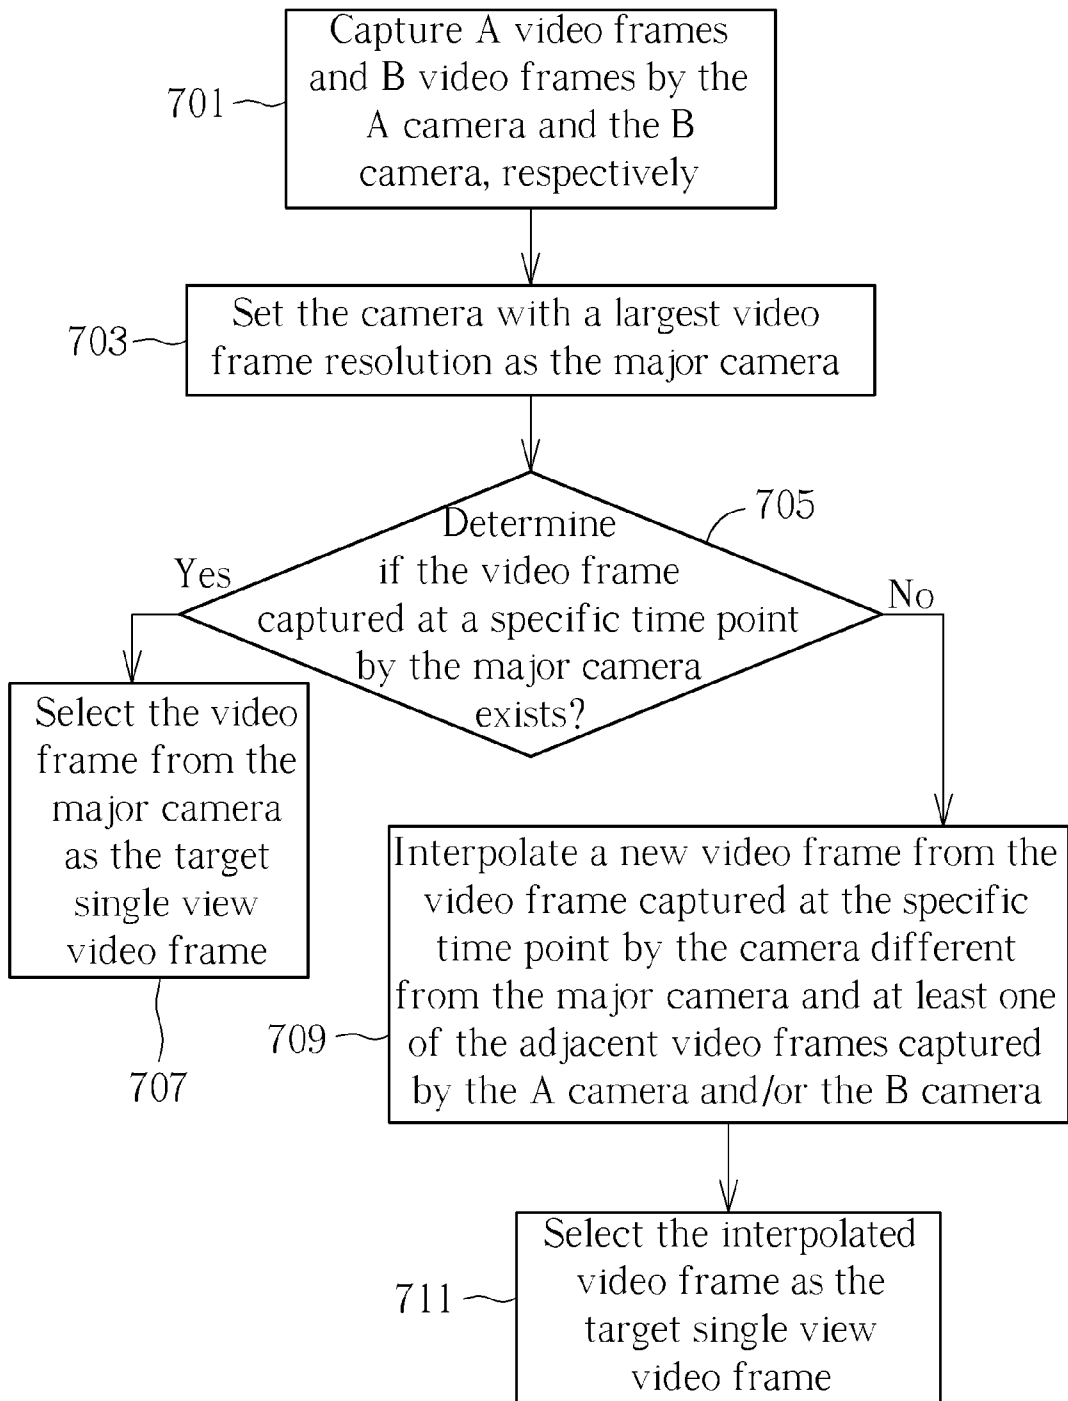 Capture A video frames
and B video frames by the
A camera and the B
camera, respectively
701
Set the camera with a largest video
frame resolution as the major camera
703
Determine
if the video frame
captured at a specific time point
by the major camera
exists?
705
Yes
No
Select the video
frame from the
major camera
as the target
single view
video frame
707
Interpolate a new video frame from the
video frame captured at the specific
time point by the camera different
from the major camera and at least one
of the adjacent video frames captured
by the A camera and/or the B camera
709
Select the interpolated
video frame as the
target single view
video frame
711